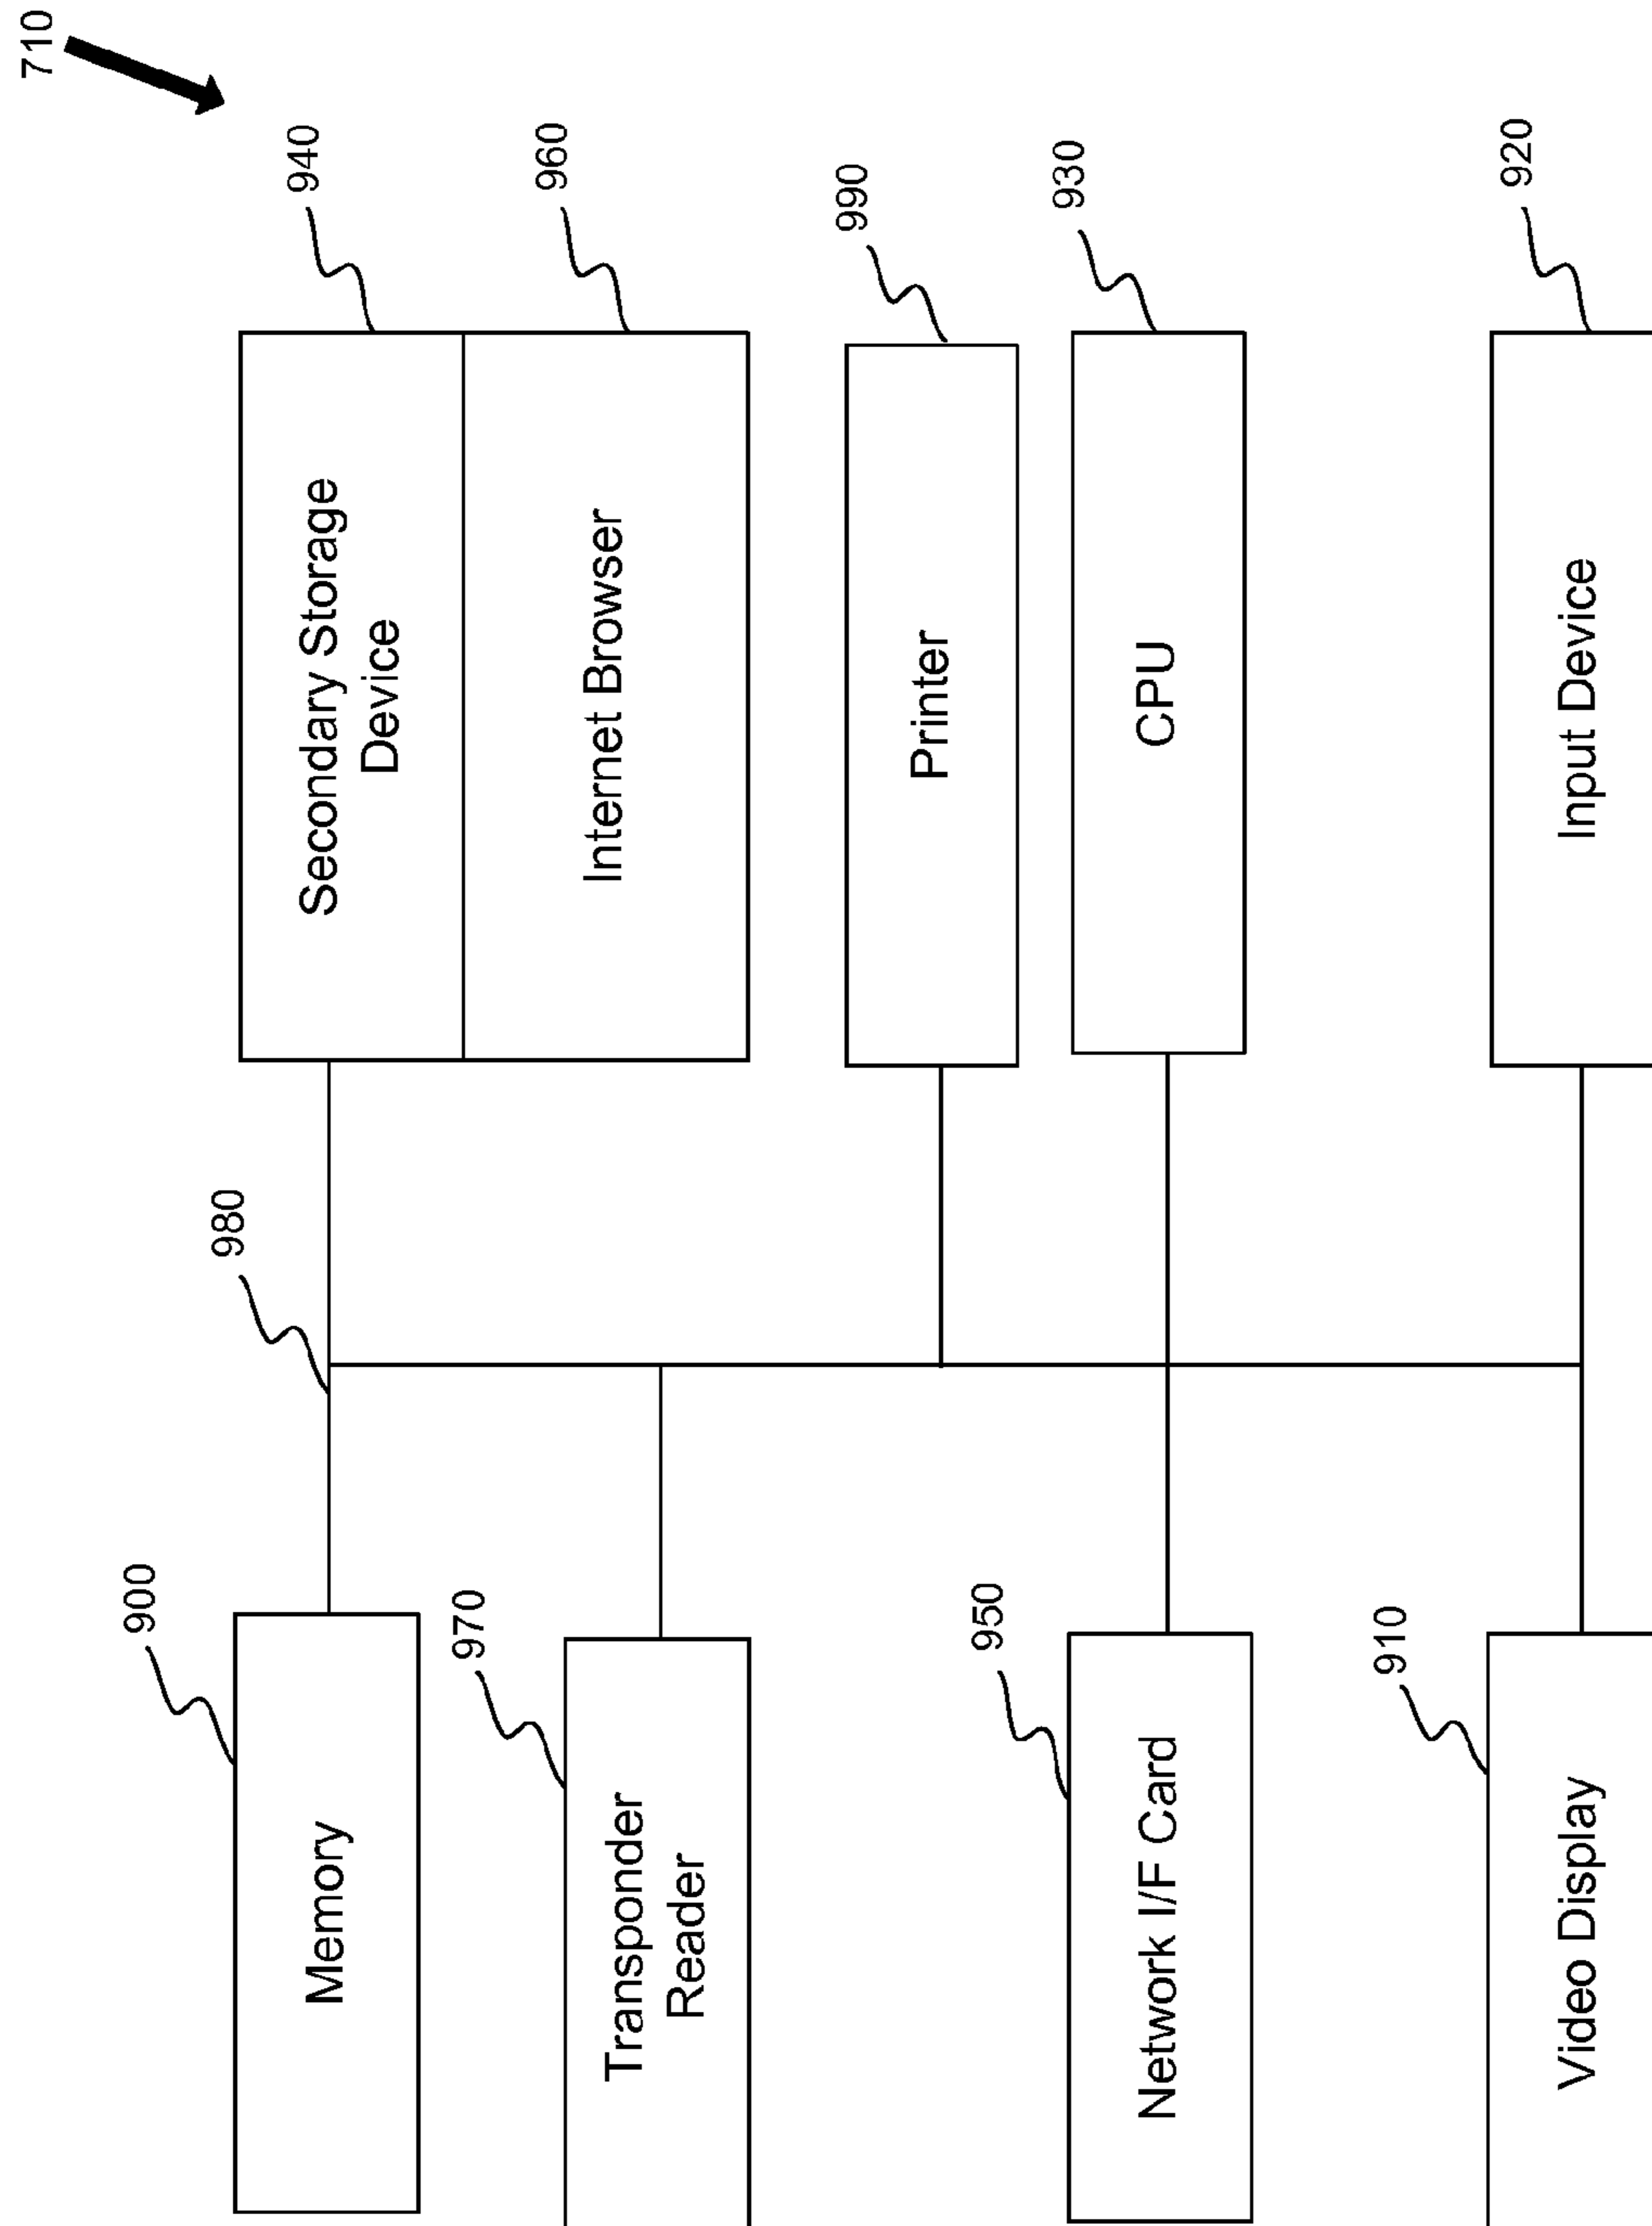 710
900
Memory
980
940
Secondary Storage
Device
960
Internet Browser
970
Transponder
Reader
990
Printer
950
Network I/F Card
930
CPU
910
Video Display
920
Input Device